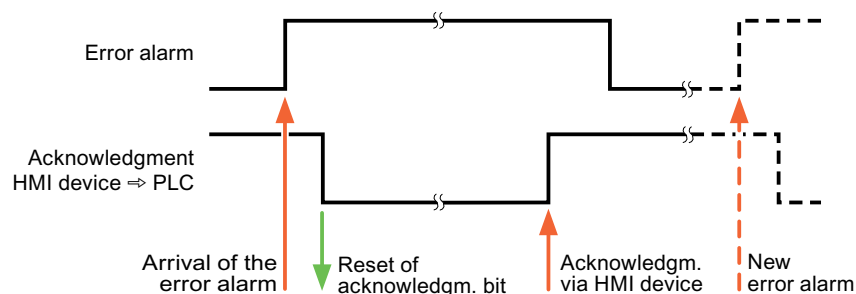 Error alarm
Acknowledgment
HMI device ⇨ PLC
Arrival of the
error alarm
Reset of
acknowledgm. bit
Acknowledgm.
via HMI device
New
error alarm